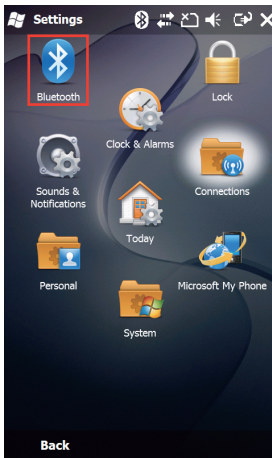 Settings
Bluetooth
Lock
Clock & Alarms
Sounds &
Notifications
Connections
Today
Personal
Microsoft My Phone
System
Back